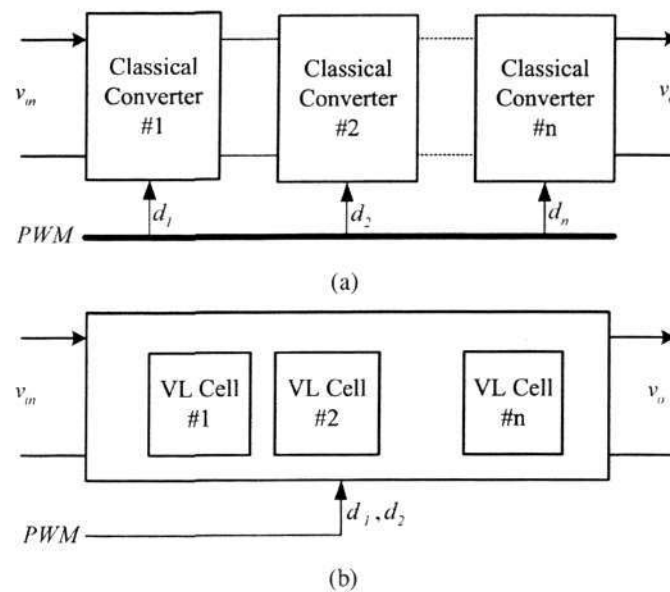 Classical Converter #1
Classical Converter #2
Classical Converter #n
v_in
v
d_1
d_2
d_n
PWM
(a)
VL Cell #1
VL Cell #2
VL Cell #n
v_in
v_o
d_1, d_2
PWM
(b)